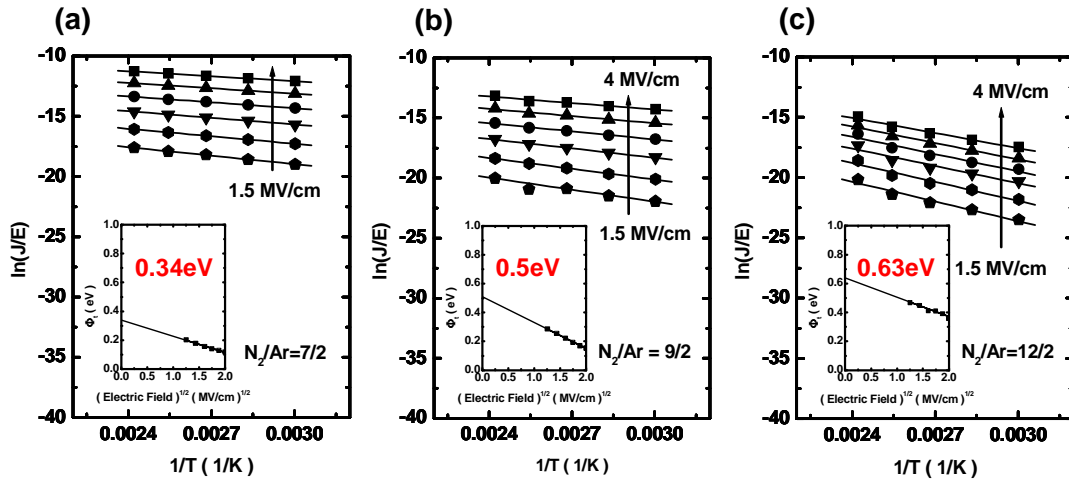 (a)
-10
-15
-20
-25
-30
-35
-40
ln(J/E)
1.5 MV/cm
1.0
0.8
0.6
0.4
0.2
0.0
Φt ( eV )
0.34eV
0.0 0.5 1.0 1.5 2.0
( Electric Field )^1/2 ( MV/cm )^1/2
N2/Ar=7/2
0.0024 0.0027 0.0030
1/T ( 1/K )
(b)
-10
-15
-20
-25
-30
-35
-40
ln(J/E)
4 MV/cm
1.5 MV/cm
1.0
0.8
0.6
0.4
0.2
0.0
Φt ( eV )
0.5eV
0.0 0.5 1.0 1.5 2.0
( Electric Field )^1/2 ( MV/cm )^1/2
N2/Ar = 9/2
0.0024 0.0027 0.0030
1/T ( 1/K )
(c)
-10
-15
-20
-25
-30
-35
-40
ln(J/E)
4 MV/cm
1.5 MV/cm
1.0
0.8
0.6
0.4
0.2
0.0
Φt ( eV )
0.63eV
0.0 0.5 1.0 1.5 2.0
( Electric Field )^1/2 ( MV/cm )^1/2
N2/Ar=12/2
0.0024 0.0027 0.0030
1/T ( 1/K )